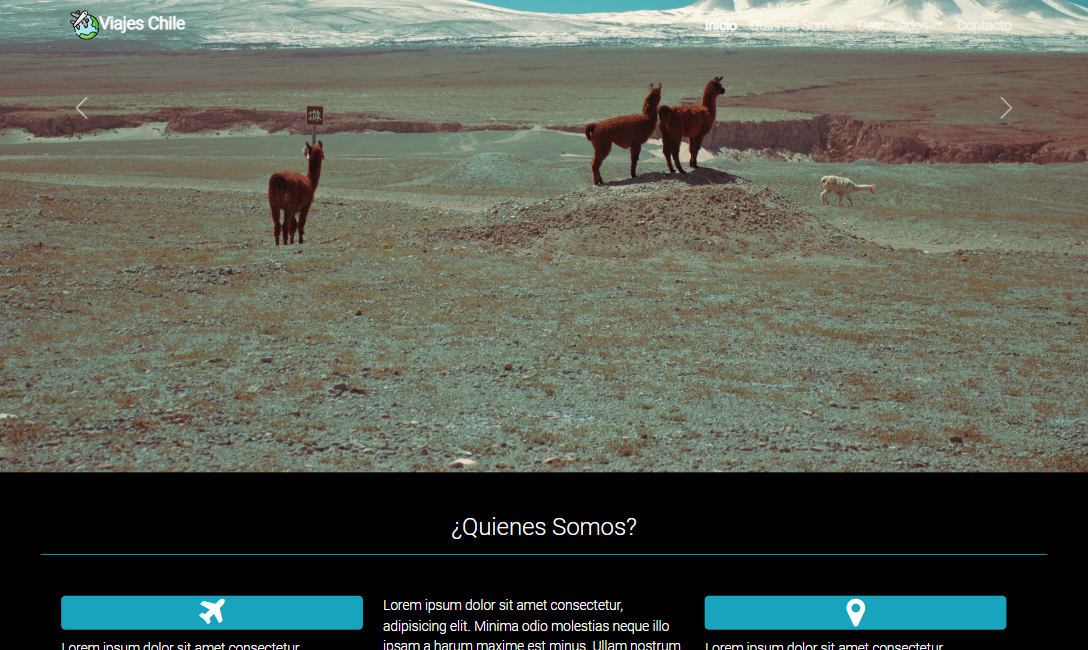 Viajes Chile
Inicio Quienes Somos Destacados Contacto
¿Quienes Somos?
Lorem ipsum dolor sit amet consectetur,
Lorem ipsum dolor sit amet consectetur,
adipisicing elit. Minima odio molestias neque illo
ipsam a harum maxime est minus. Ullam nostrum
Lorem ipsum dolor sit amet consectetur,